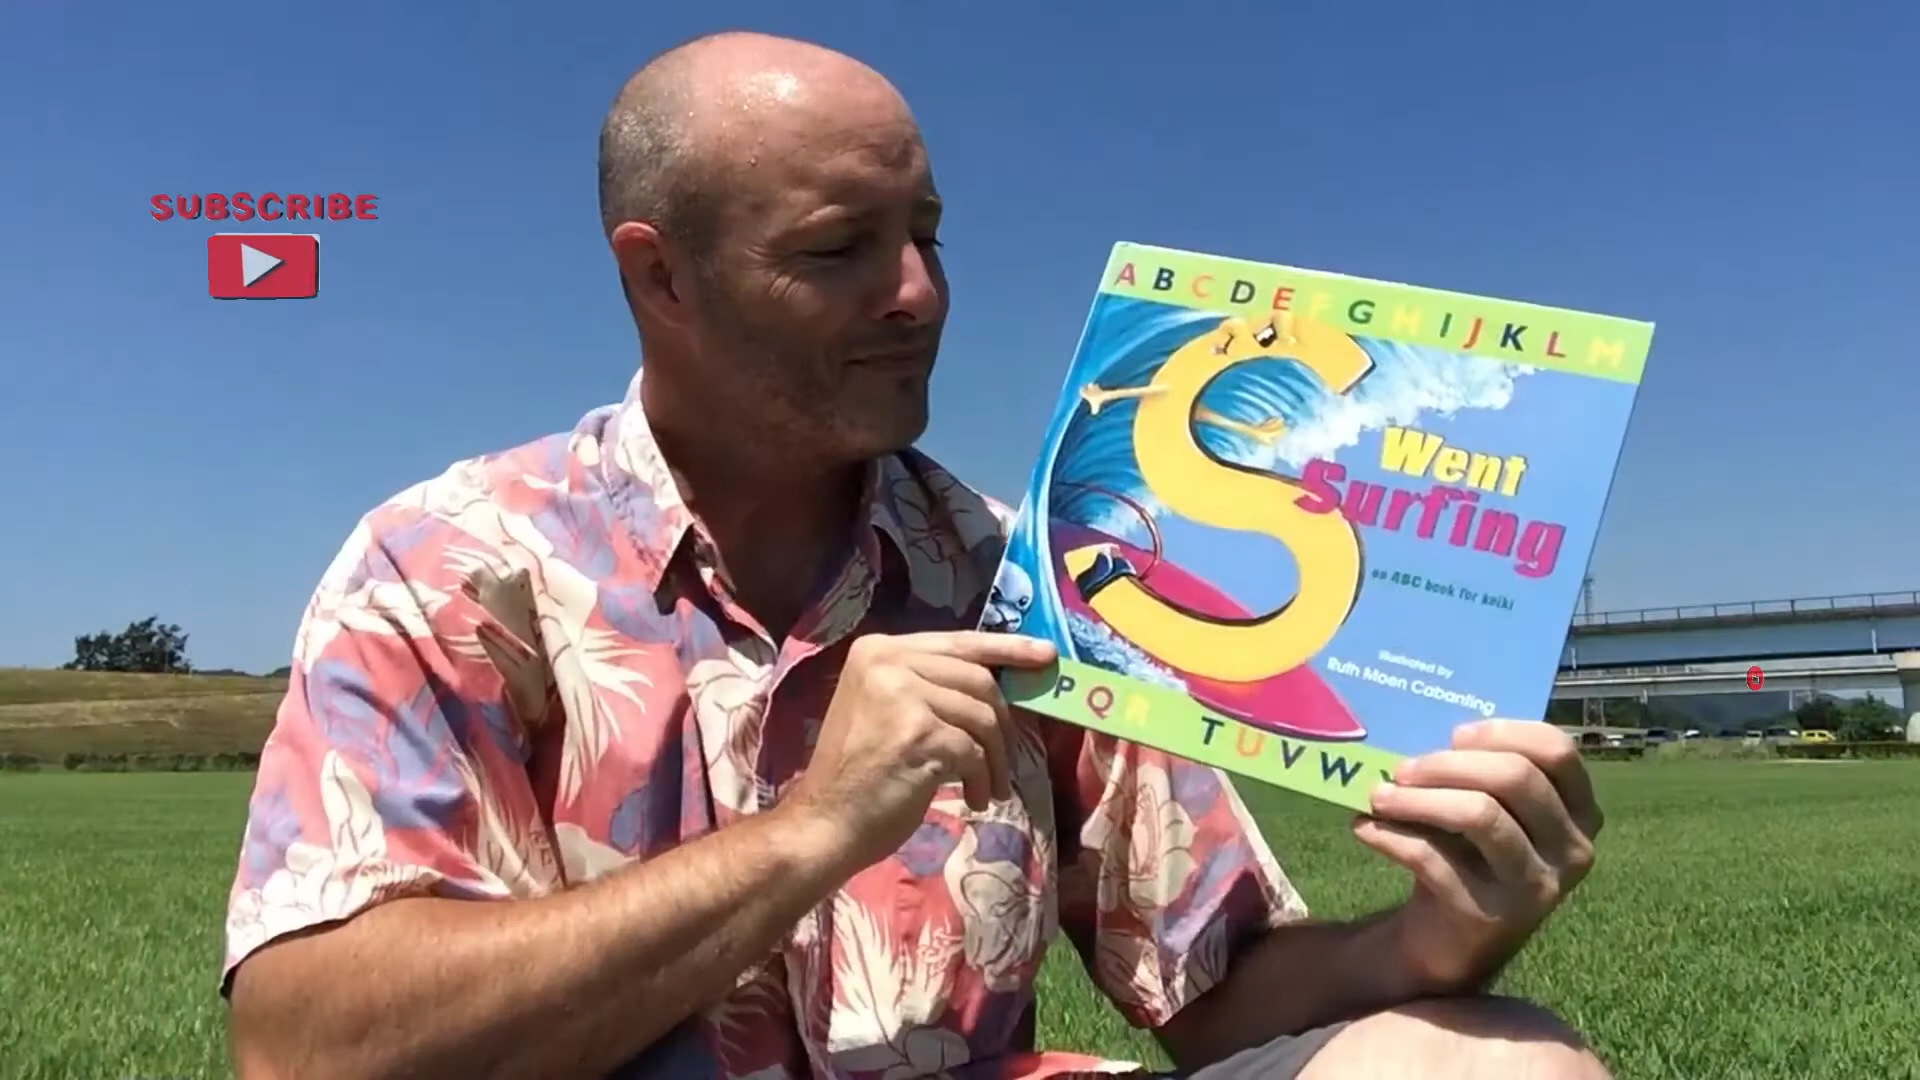 SUBSCRIBE
A B C D E F G H I J K L M
S
Went
Surfing
an ABC book for keiki
illustrated by
Ruth Moen Cabanting
P Q R T U V W